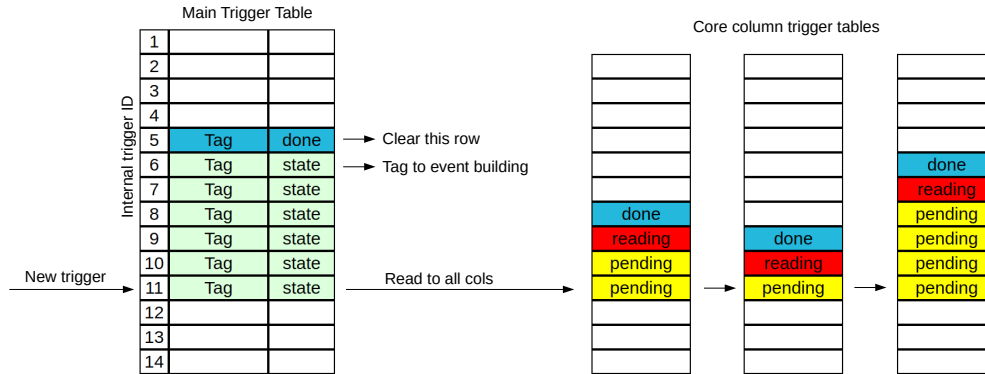 Main Trigger Table
Core column trigger tables
Internal trigger ID
1
2
3
4
5 Tag done Clear this row
6 Tag state Tag to event building done
7 Tag state reading
8 Tag state done pending
9 Tag state reading done pending
New trigger 10 Tag state Read to all cols pending reading pending
11 Tag state pending pending pending
12
13
14